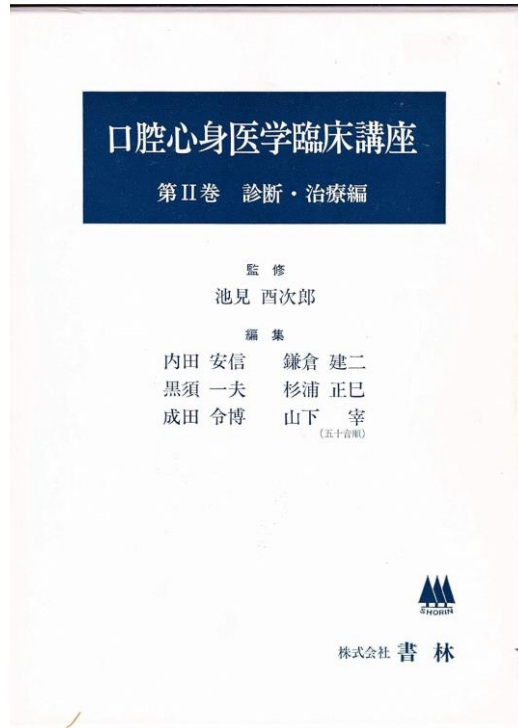 口腔心身医学臨床講座
第II巻 診断・治療編
監修
池見 酉次郎
編集
内田 安信 鎌倉 建二
黒須 一夫 杉浦 正巳
成田 令博 山下 宰
(五十音順)
SHORIN
株式会社 書林